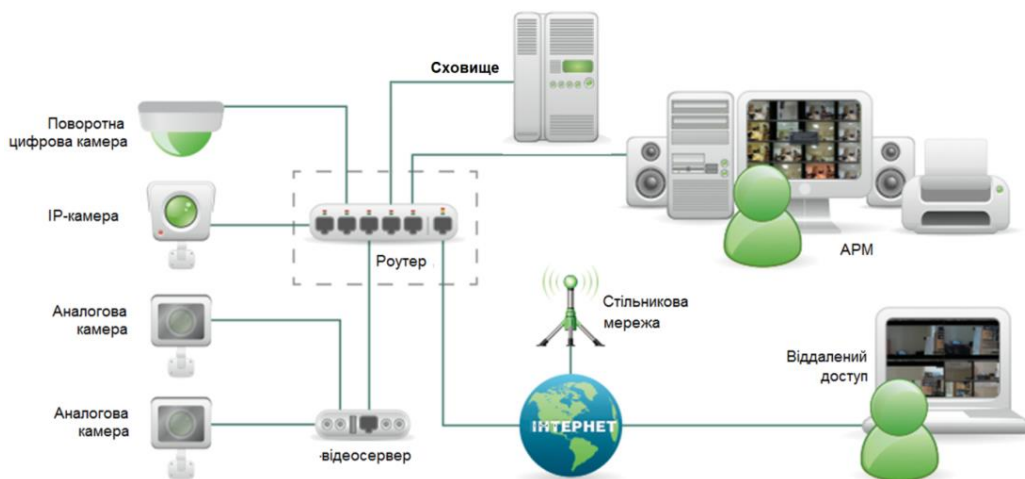 Сховище
Поворотна
цифрова камера
IP-камера
Роутер
АРМ
Аналогова
камера
Стільникова
мережа
Віддалений
доступ
Аналогова
камера
ІНТЕРНЕТ
відеосервер